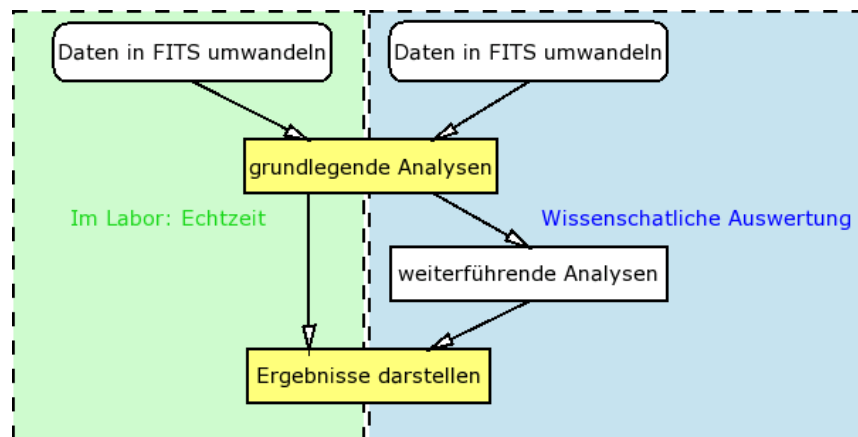 Daten in FITS umwandeln
Daten in FITS umwandeln
grundlegende Analysen
Im Labor: Echtzeit
Wissenschatliche Auswertung
weiterführende Analysen
Ergebnisse darstellen